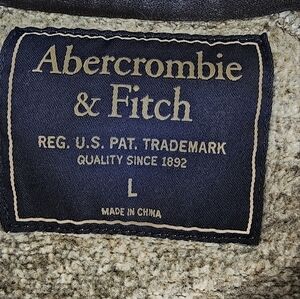 Abercrombie
& Fitch
REG. U.S. PAT. TRADEMARK
QUALITY SINCE 1892
L
MADE IN CHINA